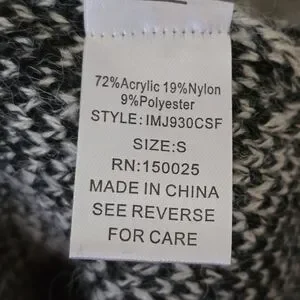 72%Acrylic 19%Nylon
9%Polyester
STYLE:IMJ930CSF
SIZE:S
RN:150025
MADE IN CHINA
SEE REVERSE
FOR CARE